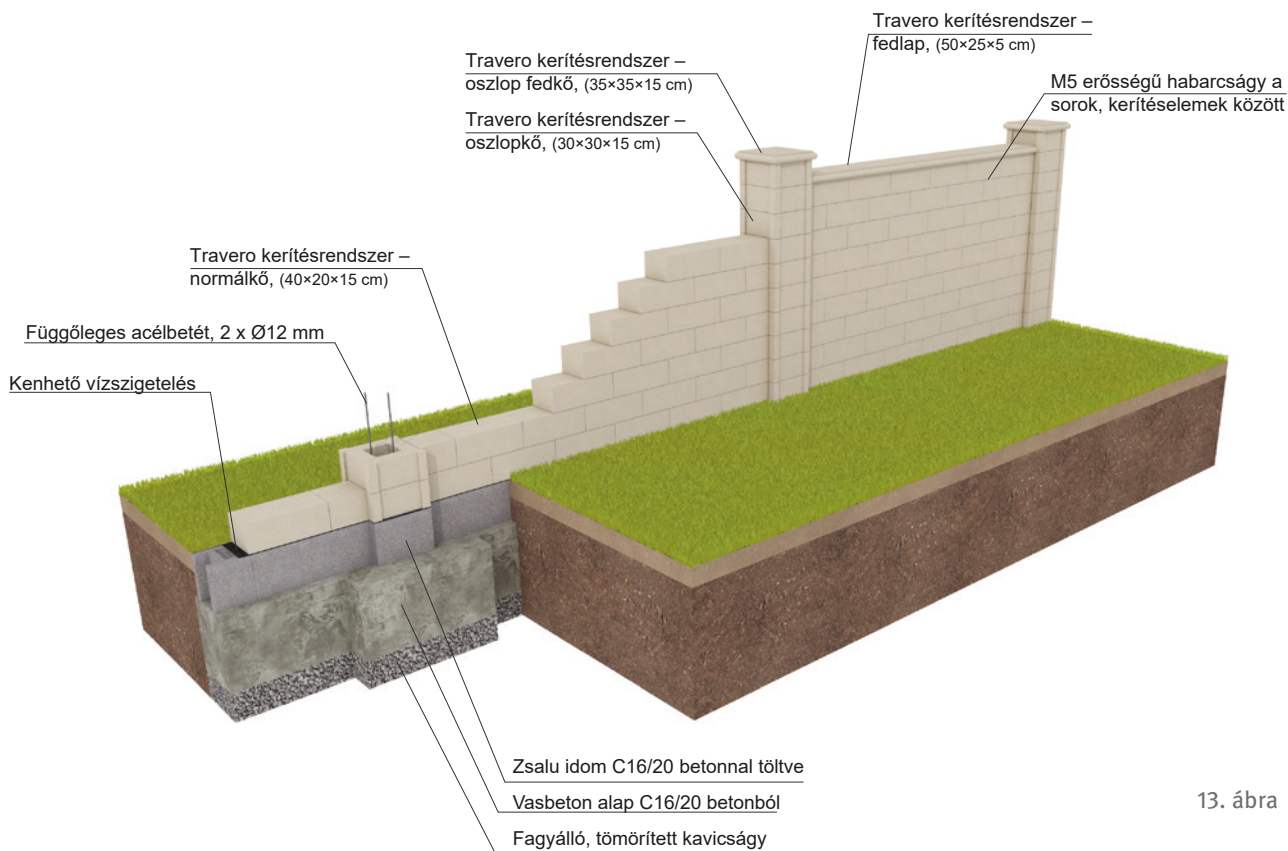 Travero kerítésrendszer –
fedlap, (50×25×5 cm)
Travero kerítésrendszer –
oszlop fedkő, (35×35×15 cm)
M5 erősségű habarcságy a
sorok, kerítéselemek között
Travero kerítésrendszer –
oszlopkő, (30×30×15 cm)
Travero kerítésrendszer –
normálkő, (40×20×15 cm)
Függőleges acélbetét, 2 x Ø12 mm
Kenhető vízszigetelés
Zsalu idom C16/20 betonnal töltve
Vasbeton alap C16/20 betonból
Fagyálló, tömörített kavicságy
13. ábra